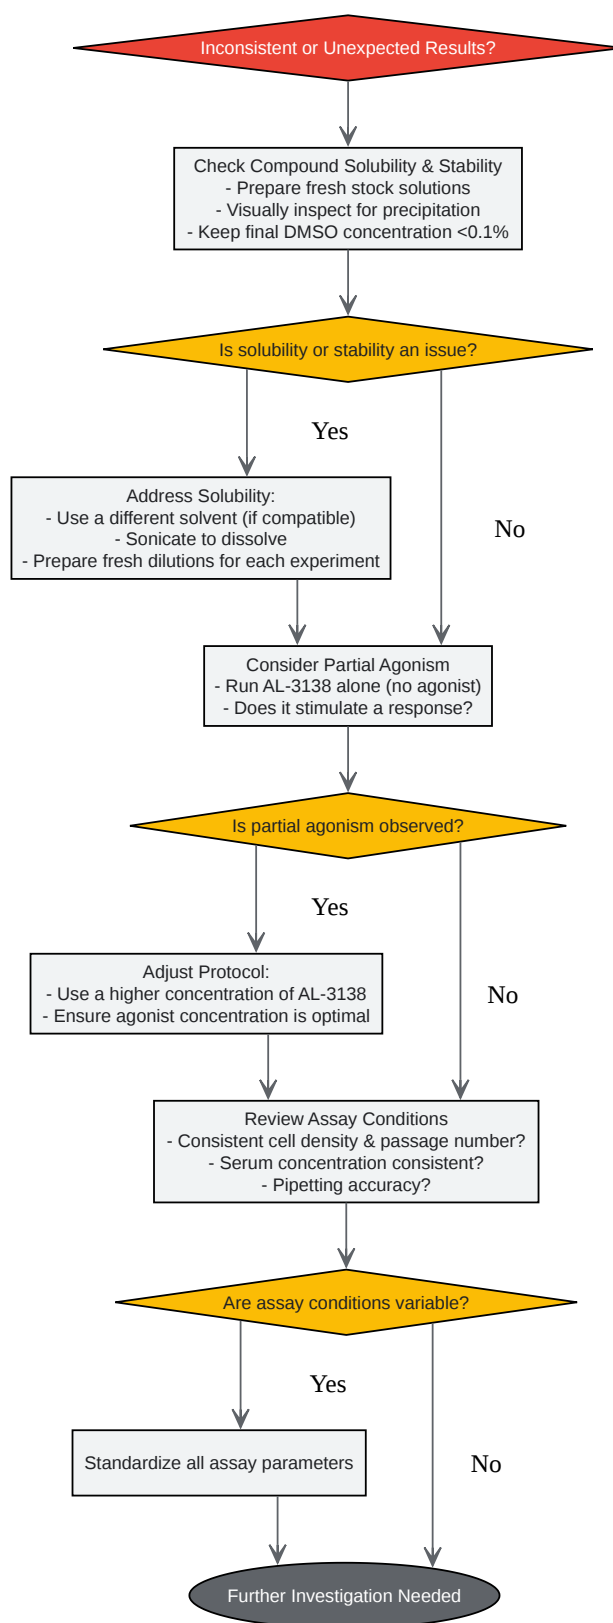 Inconsistent or Unexpected Results?
Check Compound Solubility & Stability
- Prepare fresh stock solutions
- Visually inspect for precipitation
- Keep final DMSO concentration <0.1%
Is solubility or stability an issue?
Yes
Address Solubility:
- Use a different solvent (if compatible)
- Sonicate to dissolve
- Prepare fresh dilutions for each experiment
No
Consider Partial Agonism
- Run AL-3138 alone (no agonist)
- Does it stimulate a response?
Is partial agonism observed?
Yes
Adjust Protocol:
- Use a higher concentration of AL-3138
- Ensure agonist concentration is optimal
No
Review Assay Conditions
- Consistent cell density & passage number?
- Serum concentration consistent?
- Pipetting accuracy?
Are assay conditions variable?
Yes
Standardize all assay parameters
No
Further Investigation Needed